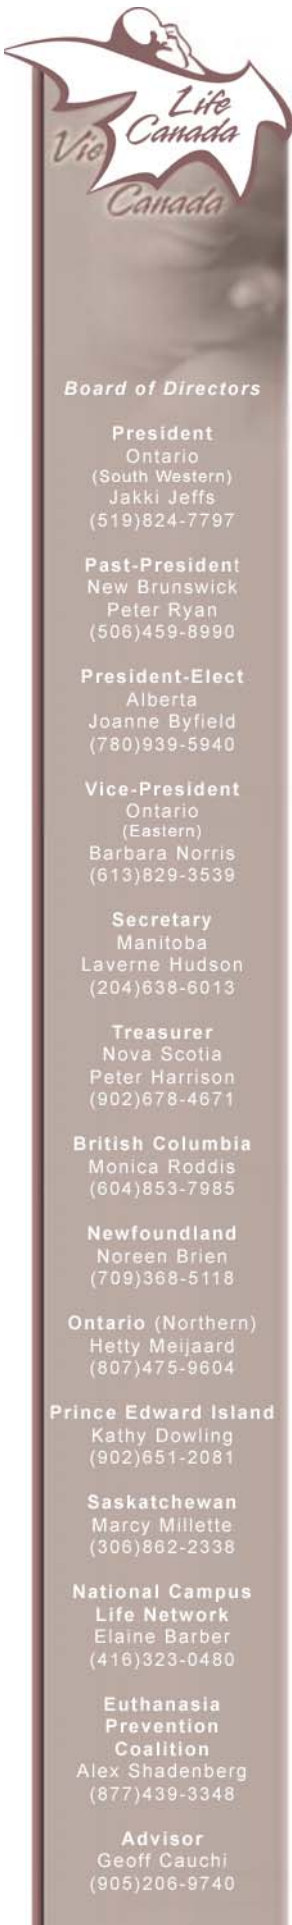 Life
Canada
Vie
Canada
Board of Directors
President
Ontario
(South Western)
Jakki Jeffs
(519)824-7797
Past-President
New Brunswick
Peter Ryan
(506)459-8990
President-Elect
Alberta
Joanne Byfield
(780)939-5940
Vice-President
Ontario
(Eastern)
Barbara Norris
(613)829-3539
Secretary
Manitoba
Laverne Hudson
(204)638-6013
Treasurer
Nova Scotia
Peter Harrison
(902)678-4671
British Columbia
Monica Roddis
(604)853-7985
Newfoundland
Noreen Brien
(709)368-5118
Ontario (Northern)
Hetty Meijaard
(807)475-9604
Prince Edward Island
Kathy Dowling
(902)651-2081
Saskatchewan
Marcy Millette
(306)862-2338
National Campus
Life Network
Elaine Barber
(416)323-0480
Euthanasia
Prevention
Coalition
Alex Shadenberg
(877)439-3348
Advisor
Geoff Cauchi
(905)206-9740